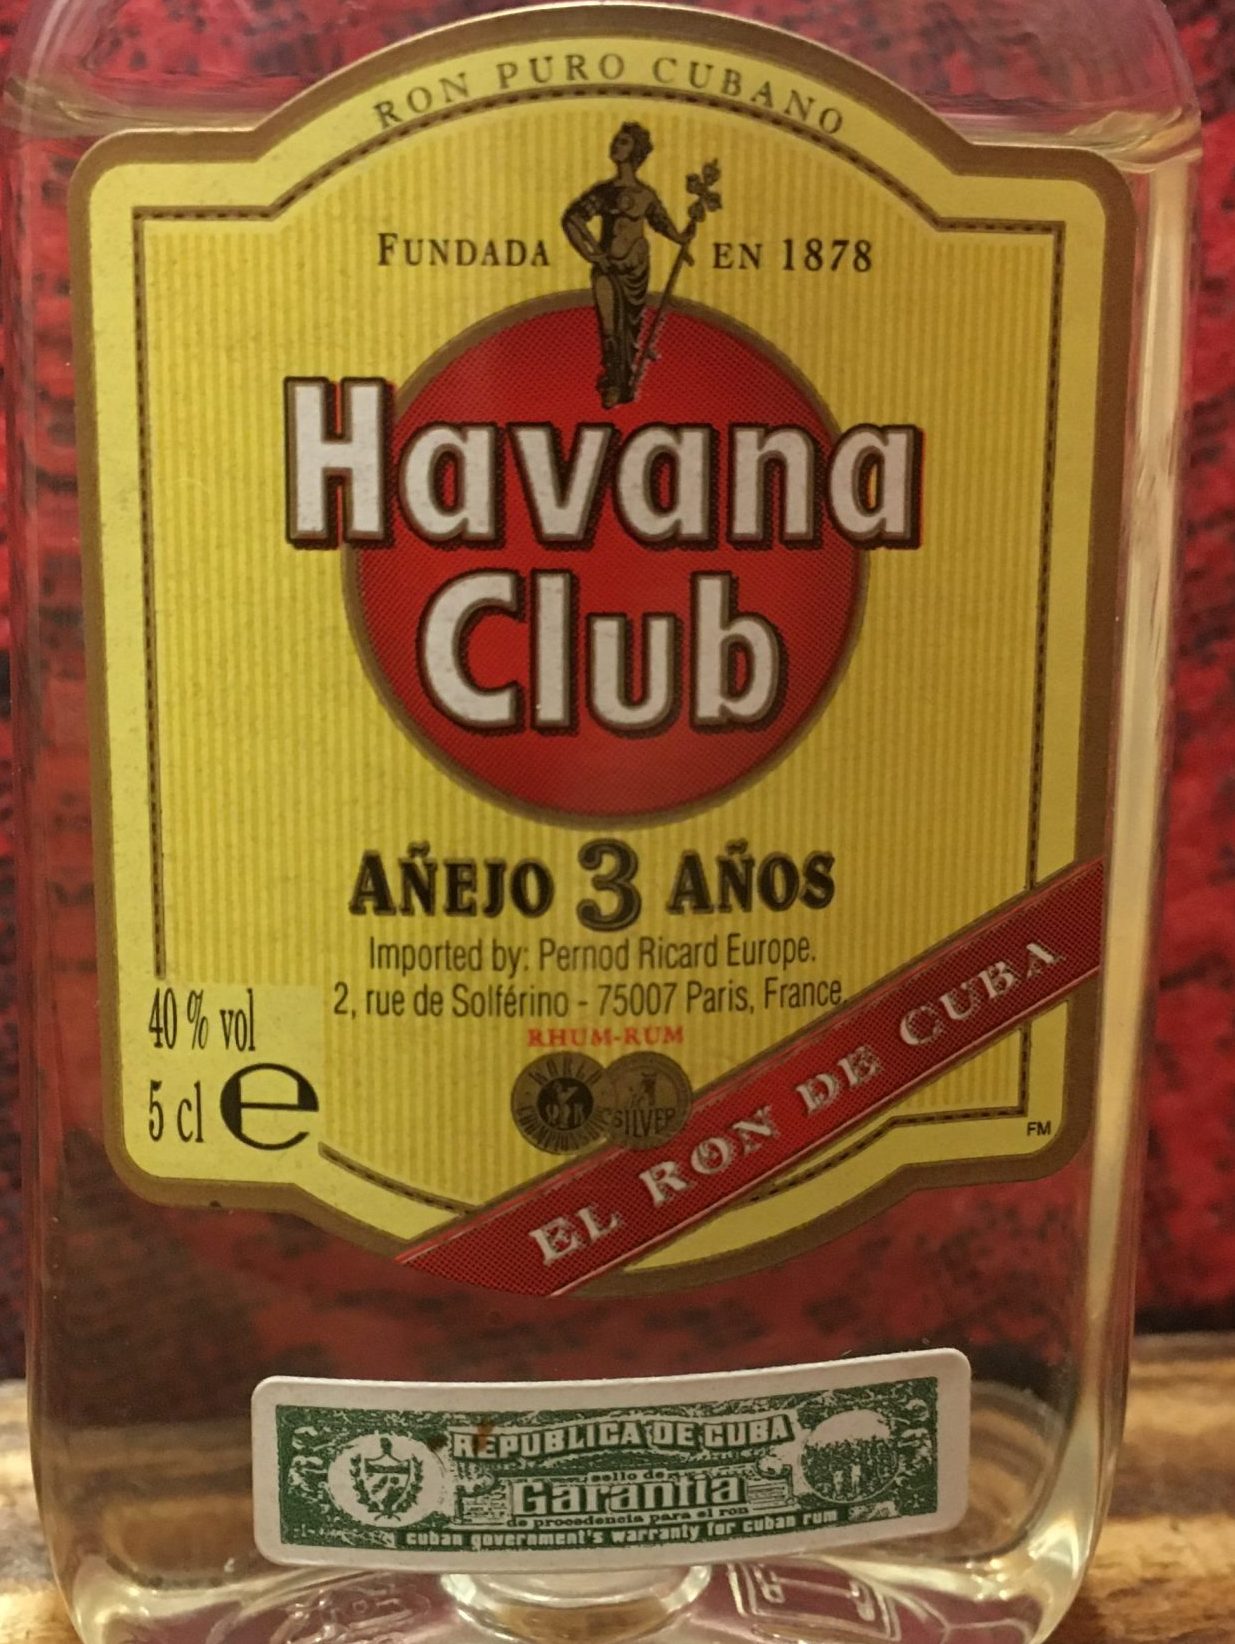 RON PURO CUBANO
FUNDADA EN 1878
Havana
Club
AÑEJO 3 AÑOS
Imported by: Pernod Ricard Europe.
2, rue de Solférino - 75007 Paris, France.
RHUM-RUM
40 % vol
5 cl e
WORLD
SILVER
EL RON DE CUBA
FM
REPUBLICA DE CUBA
sello de
Garantia
de procedencia para el ron
cuban government's warranty for cuban rum